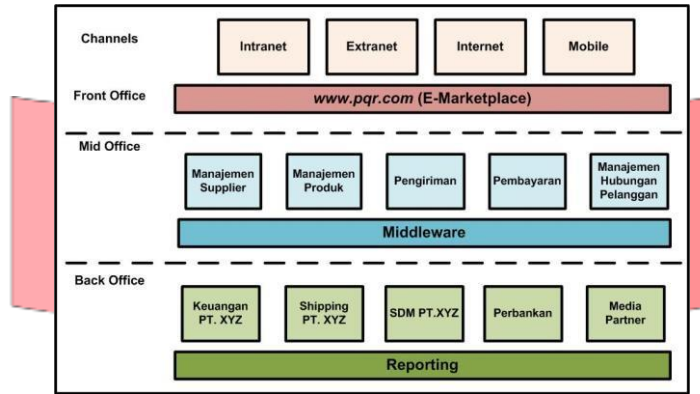 Channels
Intranet
Extranet
Internet
Mobile
Front Office
www.pqr.com (E-Marketplace)
Mid Office
Manajemen
Supplier
Manajemen
Produk
Pengiriman
Pembayaran
Manajemen
Hubungan
Pelanggan
Middleware
Back Office
Keuangan
PT. XYZ
Shipping
PT. XYZ
SDM PT.XYZ
Perbankan
Media
Partner
Reporting